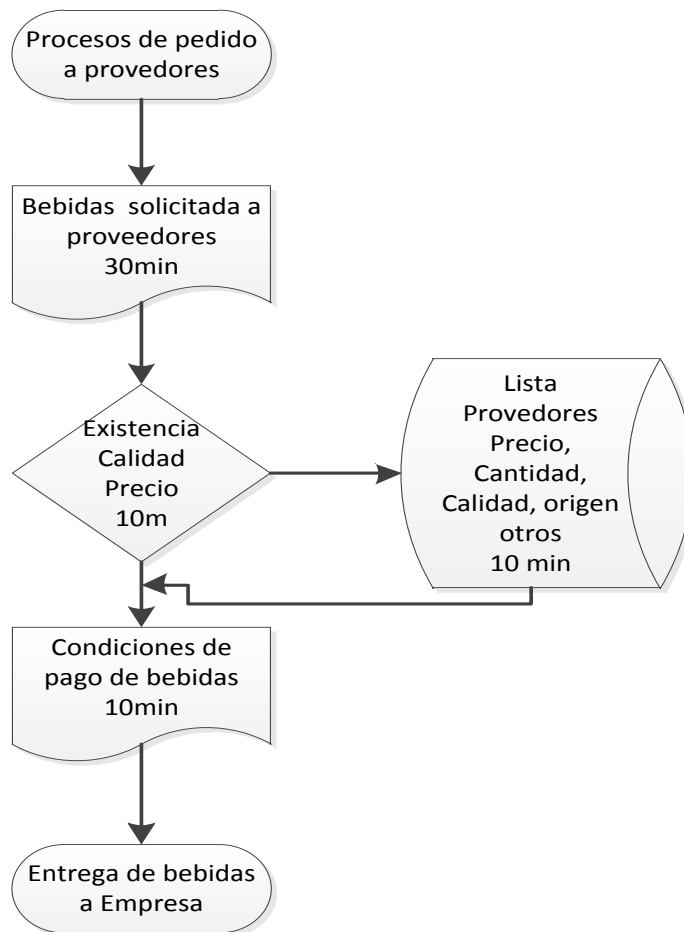 Procesos de pedido
a provedores
Bebidas solicitada a
proveedores
30min
Existencia
Calidad
Precio
10m
Lista
Provedores
Precio,
Cantidad,
Calidad, origen
otros
10 min
Condiciones de
pago de bebidas
10min
Entrega de bebidas
a Empresa